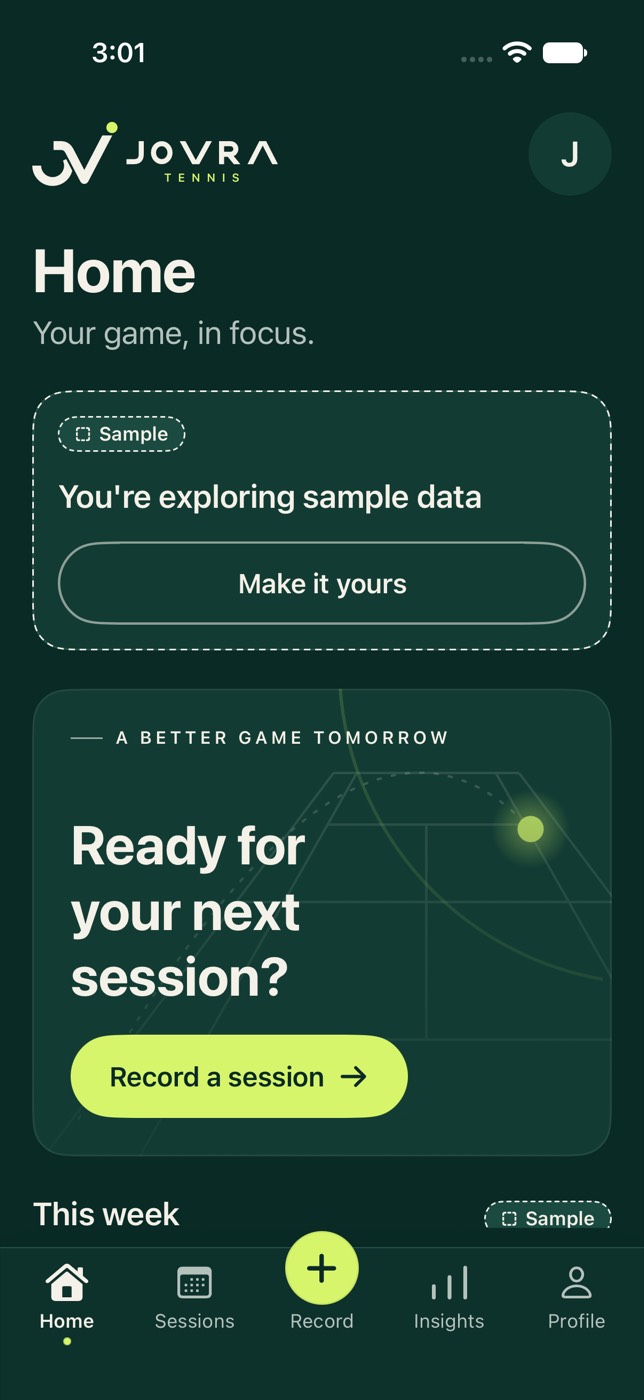 3:01
JOVRA
TENNIS
J
Home
Your game, in focus.
Sample
You're exploring sample data
Make it yours
A BETTER GAME TOMORROW
Ready for
your next
session?
Record a session
This week
Sample
Home
Sessions
Record
Insights
Profile